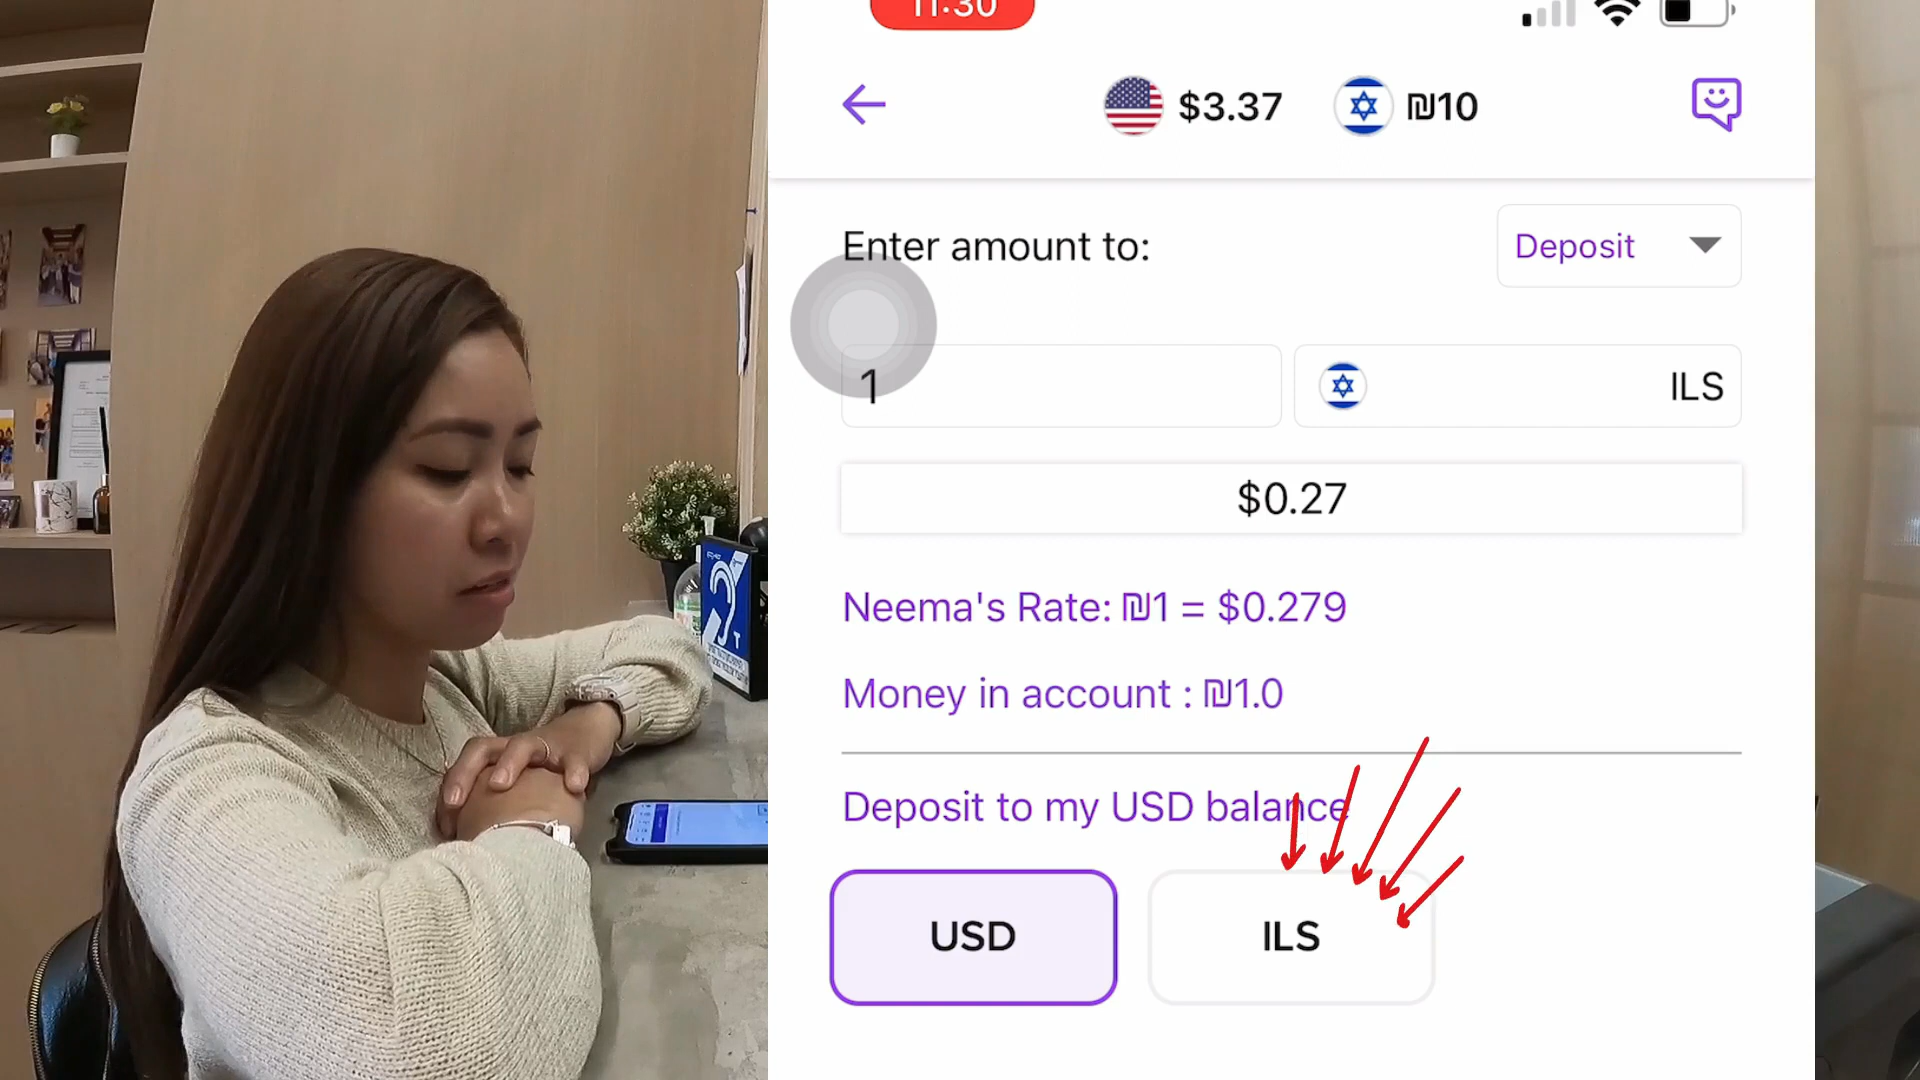 11:30
$3.37 ₪10
Enter amount to:
Deposit
1
ILS
$0.27
Neema's Rate: ₪1 = $0.279
Money in account : ₪1.0
Deposit to my USD balance
USD
ILS
T